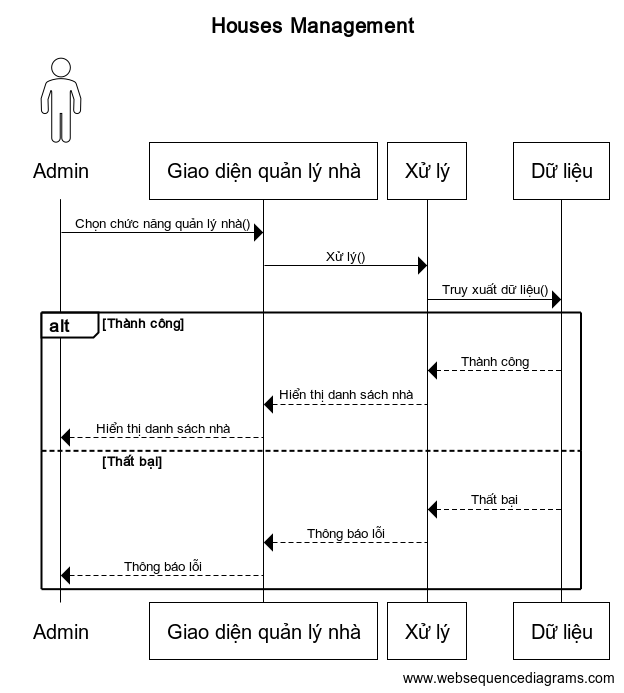 Houses Management
Admin
Giao diện quản lý nhà
Xử lý
Dữ liệu
Chọn chức năng quản lý nhà()
Xử lý()
Truy xuất dữ liệu()
alt
[Thành công]
Thành công
Hiển thị danh sách nhà
Hiển thị danh sách nhà
[Thất bại]
Thất bại
Thông báo lỗi
Thông báo lỗi
Admin
Giao diện quản lý nhà
Xử lý
Dữ liệu
www.websequencediagrams.com